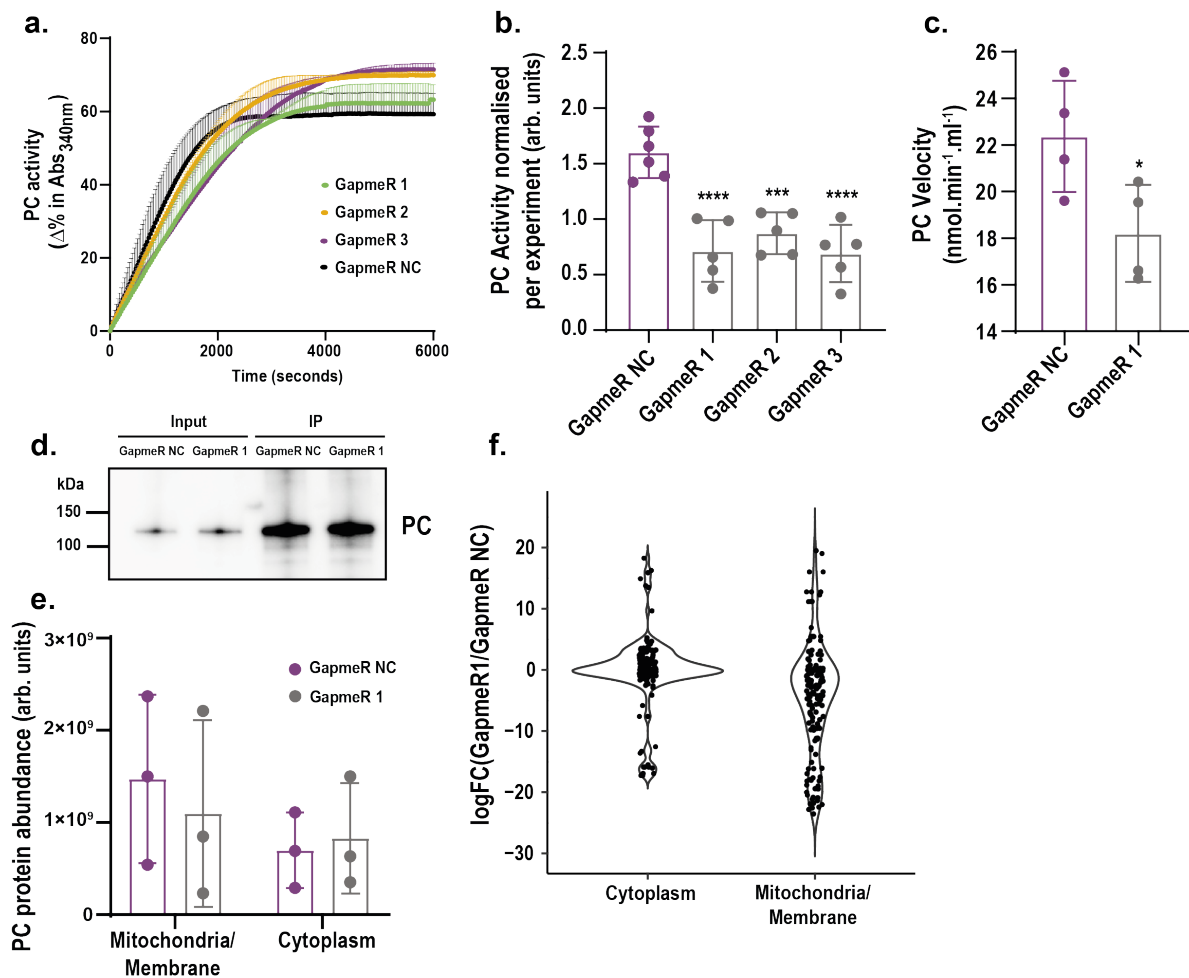 a.
PC activity
(Δ% in Abs340nm)
80
60
40
20
0
0
2000
4000
6000
Time (seconds)
GapmeR 1
GapmeR 2
GapmeR 3
GapmeR NC
b.
PC Activity normalised
per experiment (arb. units)
2.5
2.0
1.5
1.0
0.5
0.0
****
***
****
GapmeR NC
GapmeR 1
GapmeR 2
GapmeR 3
c.
PC Velocity
(nmol.min-1.ml-1)
26
24
22
20
18
16
14
*
GapmeR NC
GapmeR 1
d.
Input
IP
GapmeR NC
GapmeR 1
GapmeR NC
GapmeR 1
kDa
150
100
PC
e.
PC protein abundance (arb. units)
3×10⁹
2×10⁹
1×10⁹
0
GapmeR NC
GapmeR 1
Mitochondria/
Membrane
Cytoplasm
f.
logFC(GapmeR1/GapmeR NC)
20
10
0
−10
−20
−30
Cytoplasm
Mitochondria/
Membrane